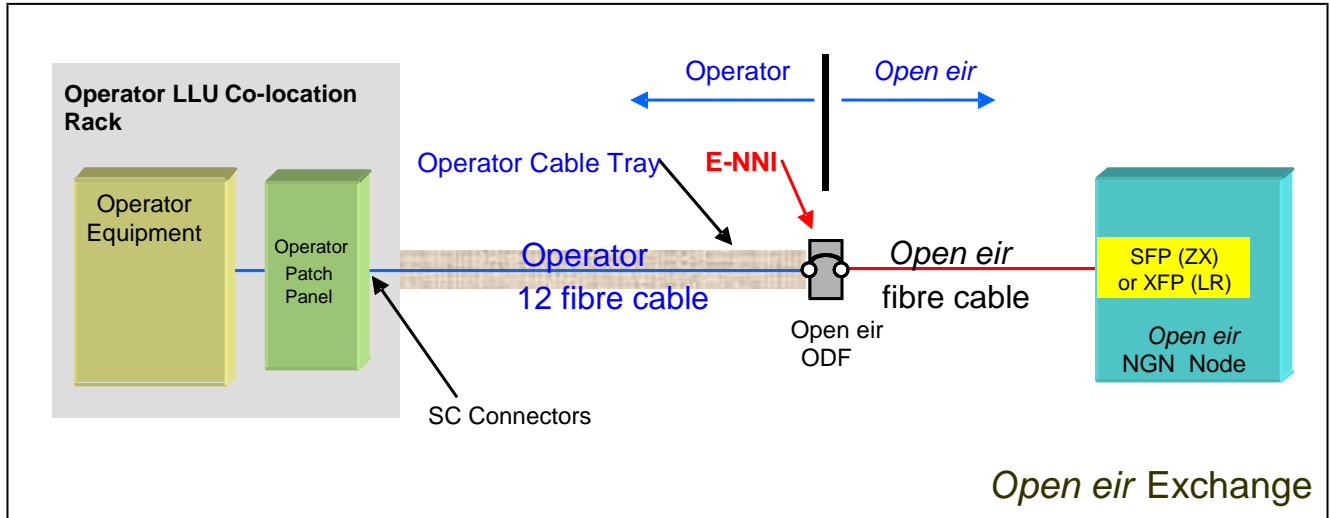 Operator
Open eir
Operator LLU Co-location
Rack
Operator Cable Tray
E-NNI
Operator
Equipment
Operator
Patch
Panel
Operator
12 fibre cable
Open eir
fibre cable
SFP (ZX)
or XFP (LR)
Open eir
NGN Node
Open eir
ODF
SC Connectors
Open eir Exchange